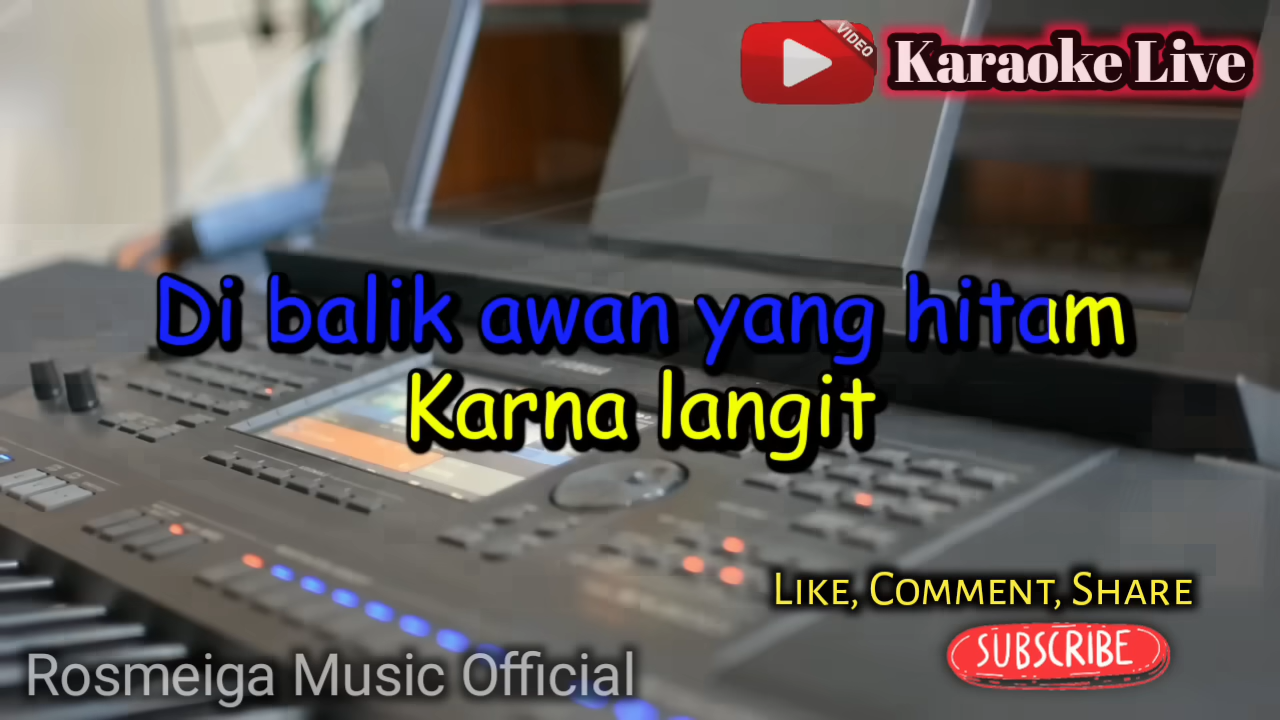 VIDEO
Karaoke Live
Di balik awan yang hitam
Karna langit
Like, Comment, Share
SUBSCRIBE
Rosmeiga Music Official